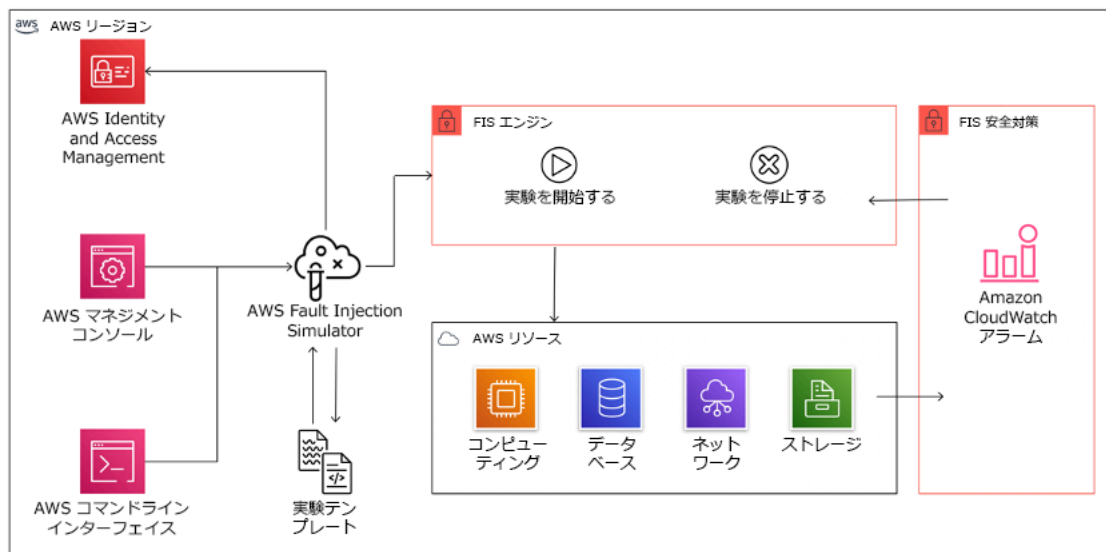 aws AWS リージョン
AWS Identity
and Access
Management
AWS マネジメント
コンソール
AWS コマンドライン
インターフェイス
AWS Fault Injection
Simulator
実験テン
プレート
FIS エンジン
実験を開始する
実験を停止する
AWS リソース
コンピュー
ティング
データ
ベース
ネット
ワーク
ストレージ
FIS 安全対策
Amazon
CloudWatch
アラーム